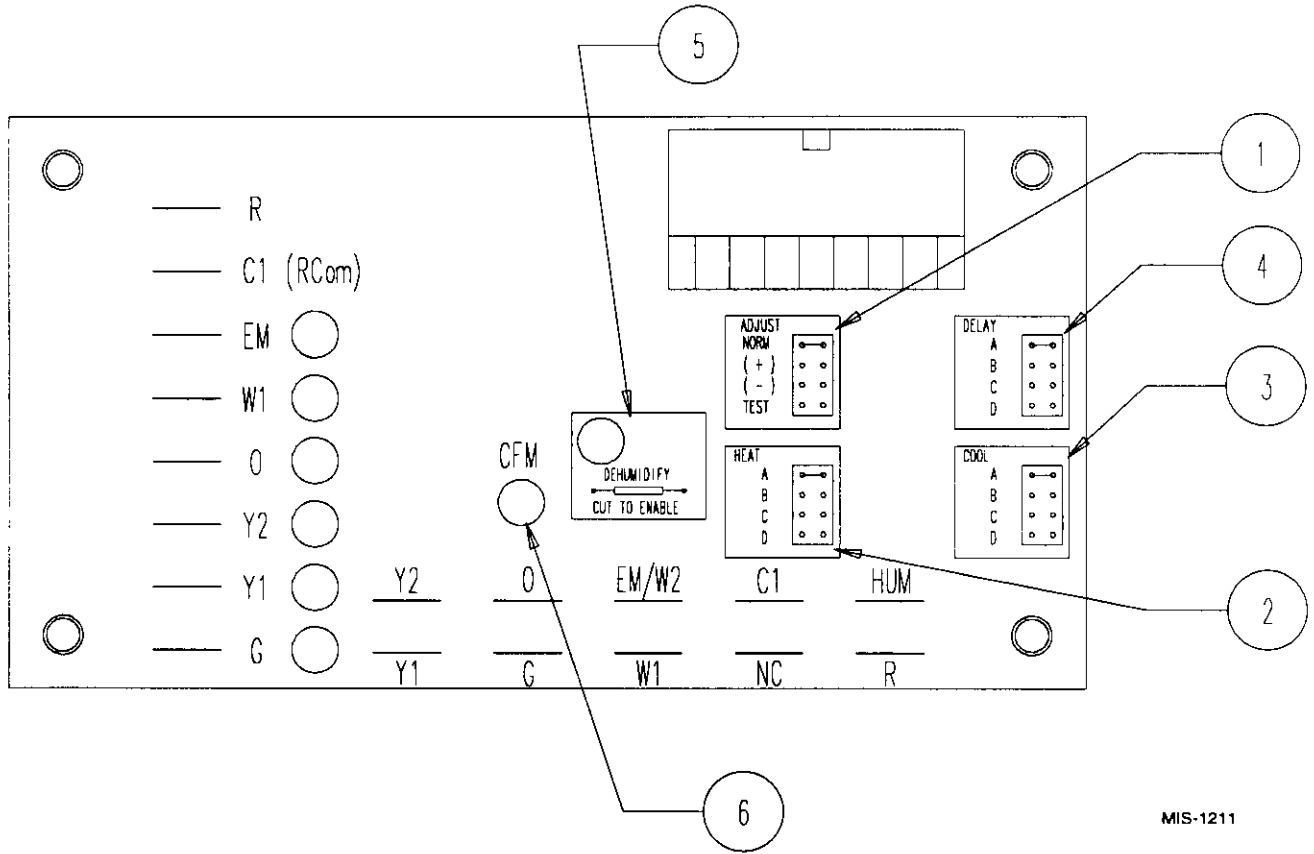 5
1
R
C1 (RCom)
4
EM
ADJUST
NORM
(+)
(-)
TEST
DELAY
A
B
C
D
W1
3
O
CFM
DEHUMIDIFY
CUT TO ENABLE
HEAT
A
B
C
D
COOL
A
B
C
D
Y2
Y1
Y2 O EM/W2 C1 HUM
2
G
Y1 G W1 NC R
6
MIS-1211